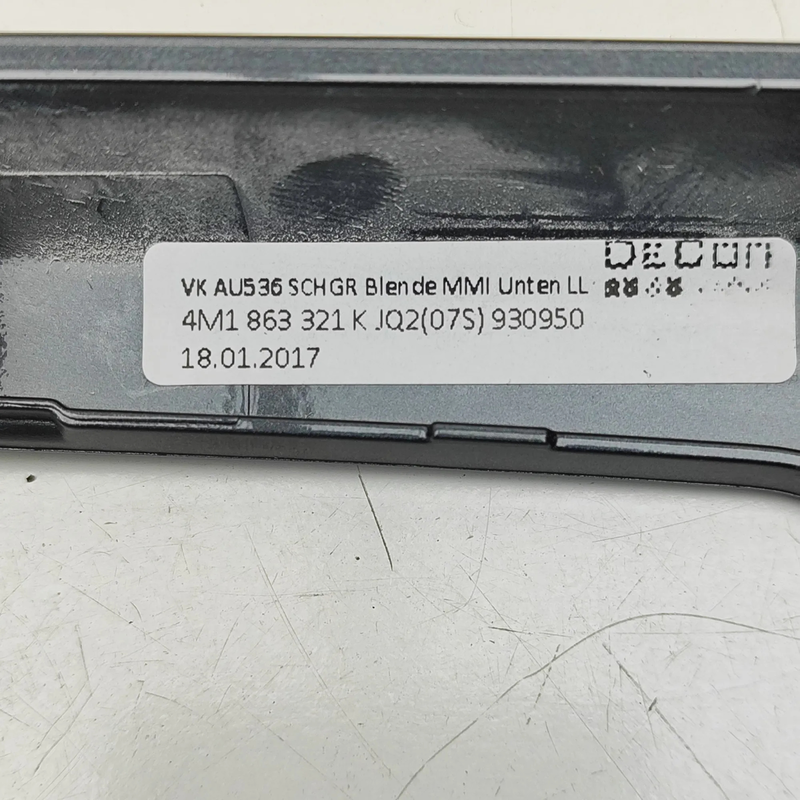 VK AU536 SCHGR Blende MMI Unten LL
4M1 863 321 K JQ2(07S) 930950
18.01.2017